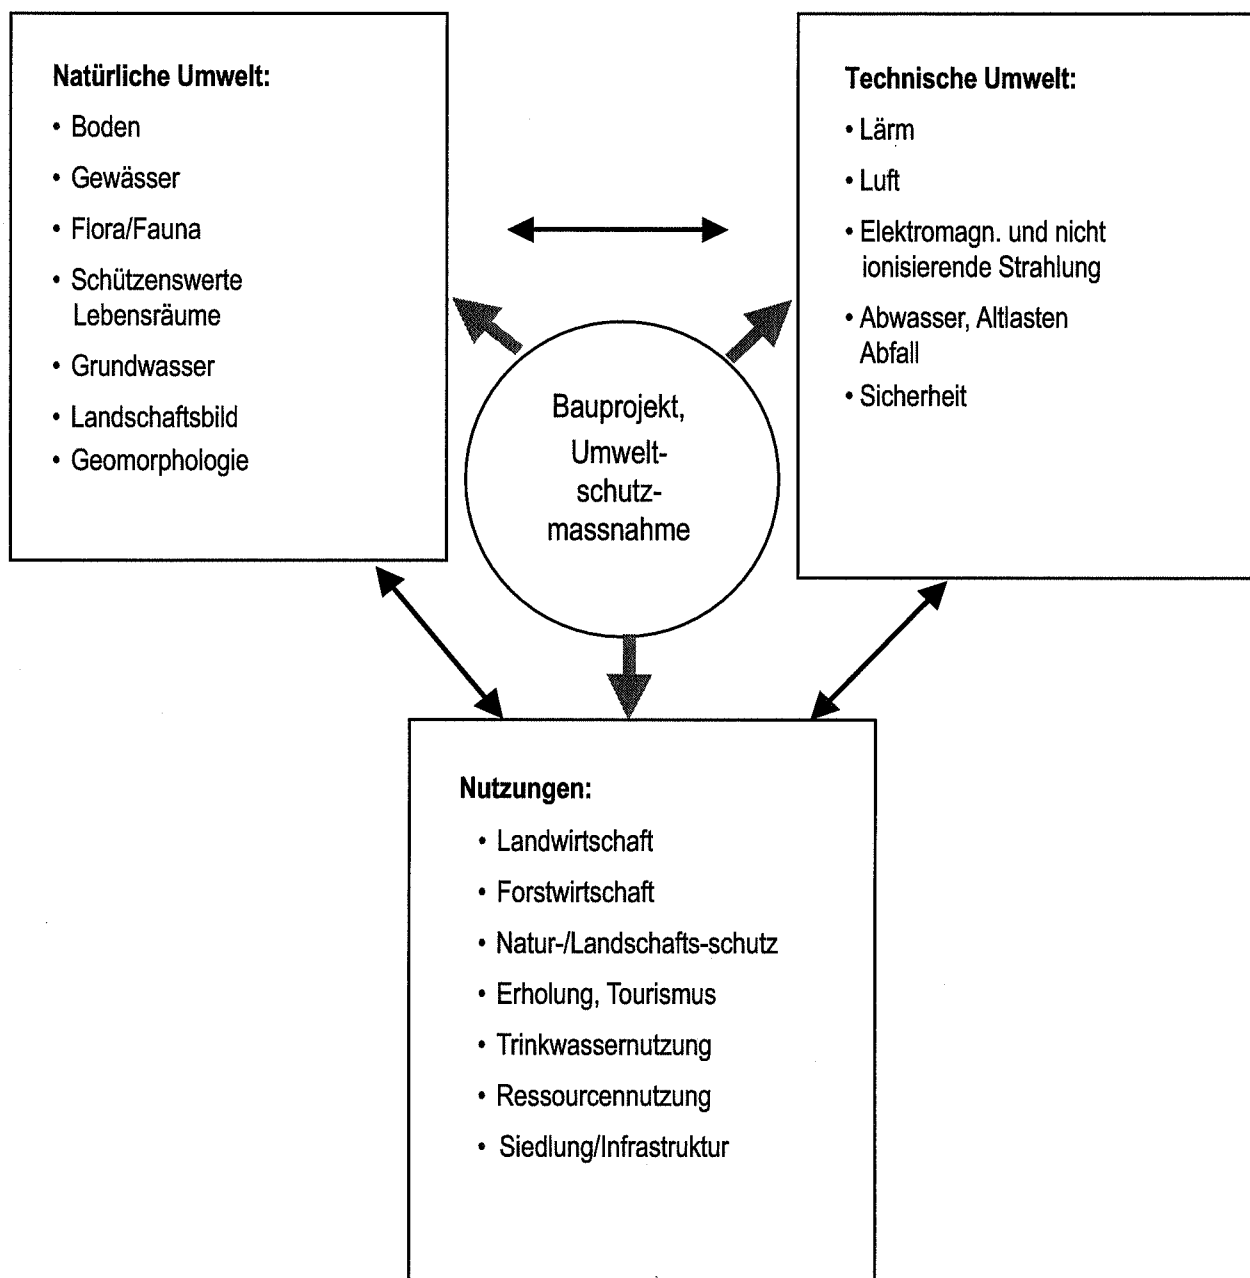 Natürliche Umwelt:
• Boden
• Gewässer
• Flora/Fauna
• Schützenswerte
Lebensräume
• Grundwasser
• Landschaftsbild
• Geomorphologie
Technische Umwelt:
• Lärm
• Luft
• Elektromagn. und nicht
ionisierende Strahlung
• Abwasser, Altlasten
Abfall
• Sicherheit
Bauprojekt,
Umwelt-
schutz-
massnahme
Nutzungen:
• Landwirtschaft
• Forstwirtschaft
• Natur-/Landschafts-schutz
• Erholung, Tourismus
• Trinkwassernutzung
• Ressourcennutzung
• Siedlung/Infrastruktur